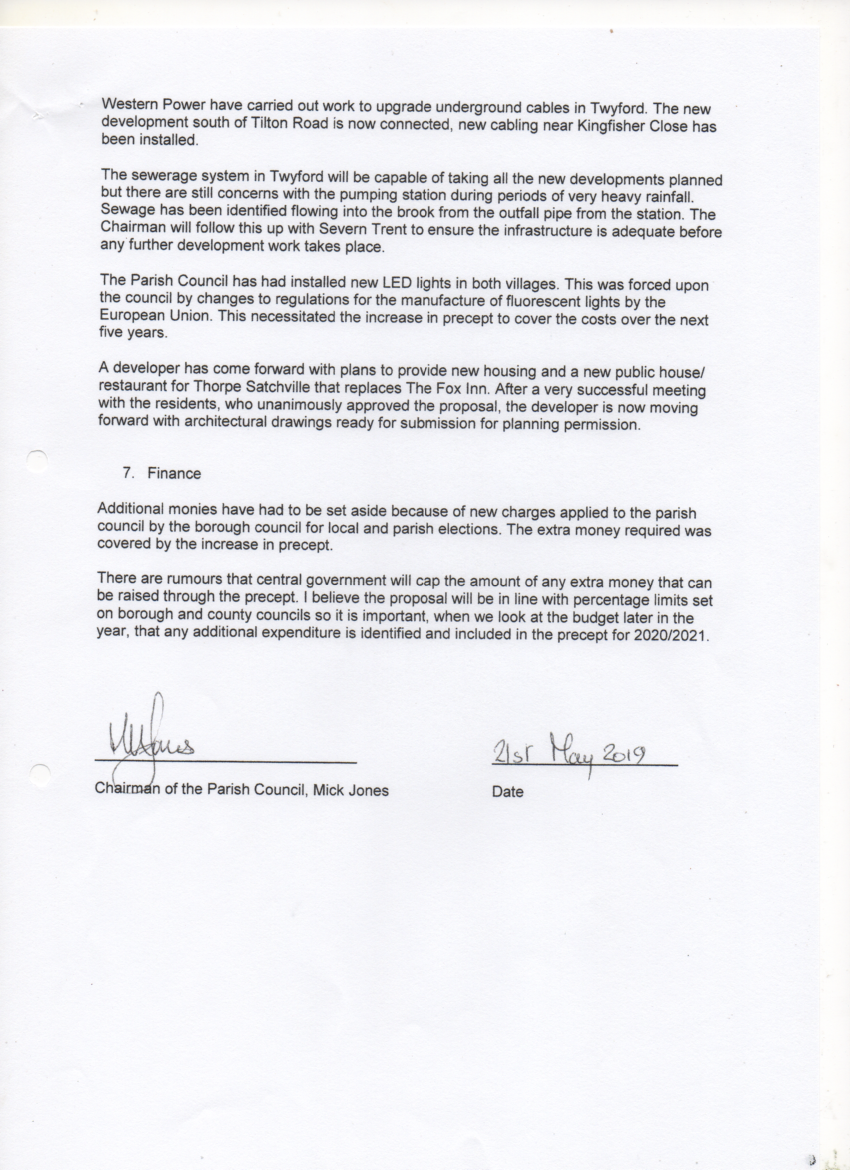 Western Power have carried out work to upgrade underground cables in Twyford. The new
development south of Tilton Road is now connected, new cabling near Kingfisher Close has
been installed.
The sewerage system in Twyford will be capable of taking all the new developments planned
but there are still concerns with the pumping station during periods of very heavy rainfall.
Sewage has been identified flowing into the brook from the outfall pipe from the station. The
Chairman will follow this up with Severn Trent to ensure the infrastructure is adequate before
any further development work takes place.
The Parish Council has had installed new LED lights in both villages. This was forced upon
the council by changes to regulations for the manufacture of fluorescent lights by the
European Union. This necessitated the increase in precept to cover the costs over the next
five years.
A developer has come forward with plans to provide new housing and a new public house/
restaurant for Thorpe Satchville that replaces The Fox Inn. After a very successful meeting
with the residents, who unanimously approved the proposal, the developer is now moving
forward with architectural drawings ready for submission for planning permission.
7. Finance
Additional monies have had to be set aside because of new charges applied to the parish
council by the borough council for local and parish elections. The extra money required was
covered by the increase in precept.
There are rumours that central government will cap the amount of any extra money that can
be raised through the precept. I believe the proposal will be in line with percentage limits set
on borough and county councils so it is important, when we look at the budget later in the
year, that any additional expenditure is identified and included in the precept for 2020/2021.
MJones 21st May 2019
Chairman of the Parish Council, Mick Jones Date